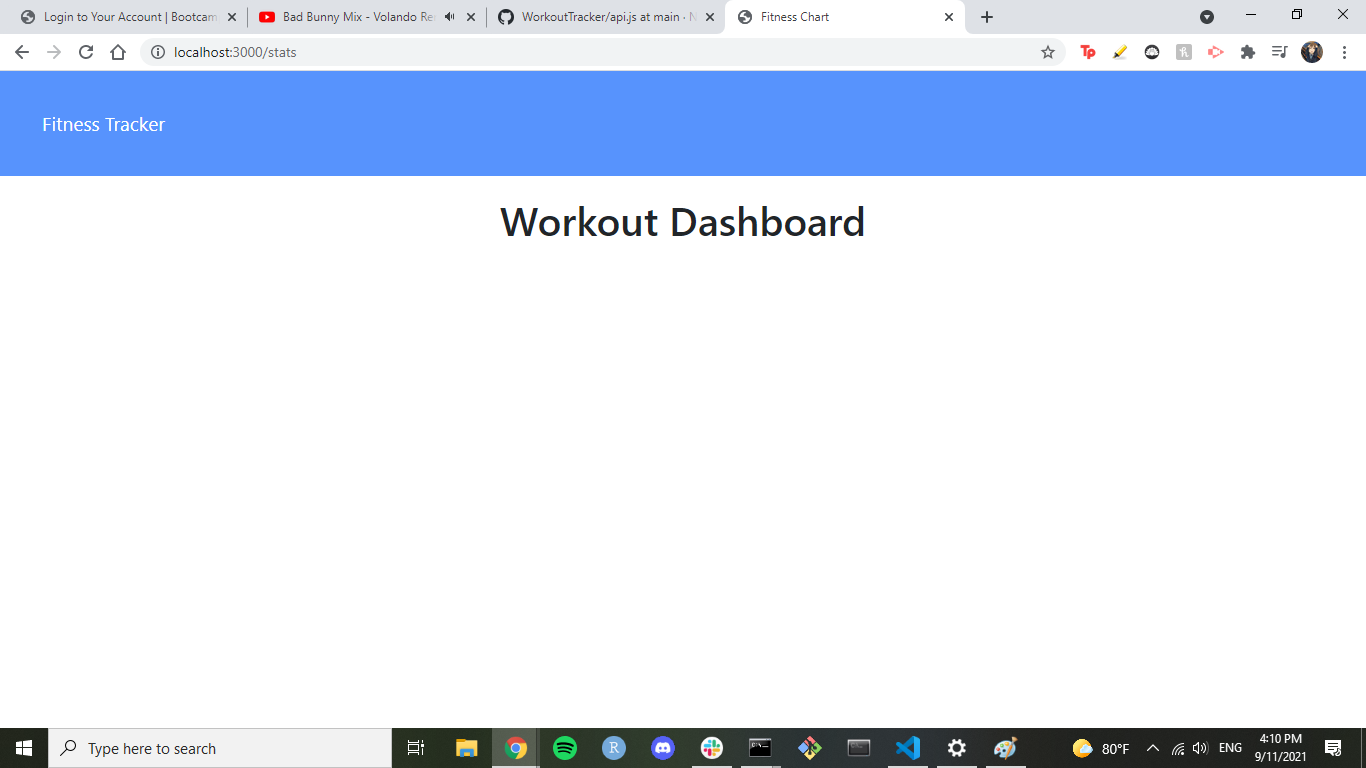 Login to Your Account | Bootcam
Bad Bunny Mix - Volando Re
WorkoutTracker/api.js at main · N
Fitness Chart
localhost:3000/stats
Fitness Tracker
Workout Dashboard
Type here to search
80°F
ENG
4:10 PM
9/11/2021